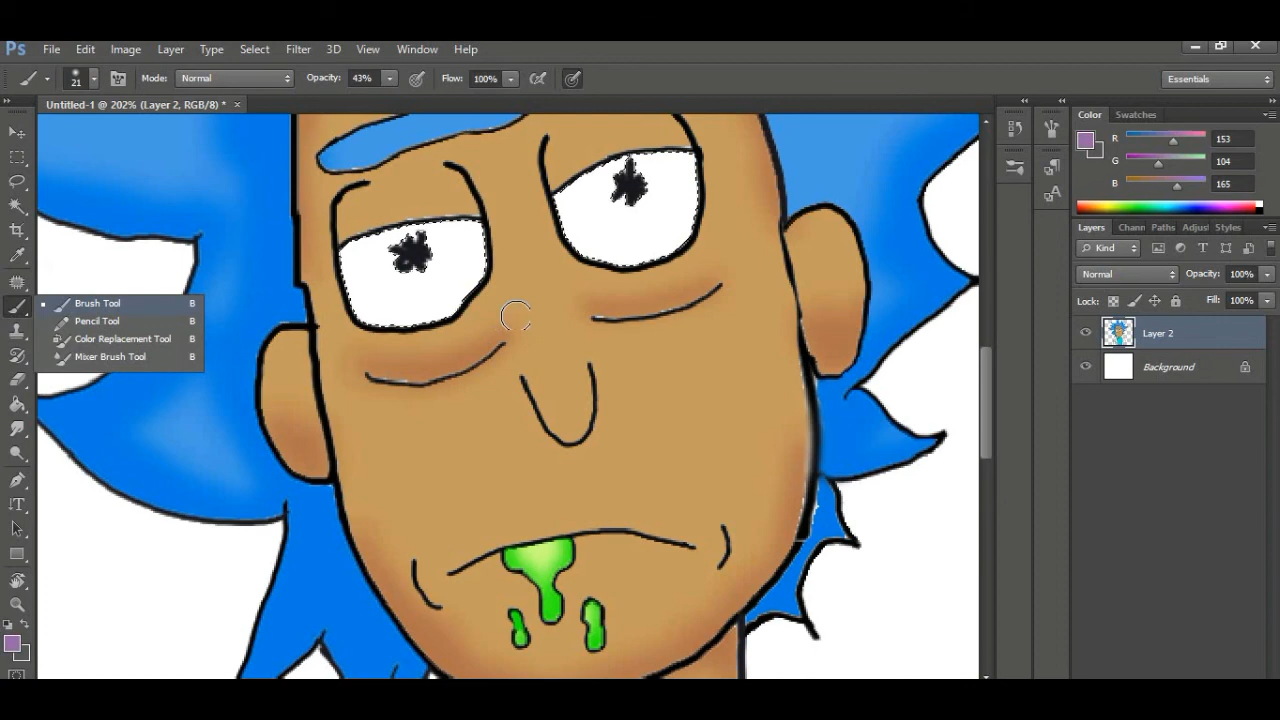 Ps File Edit Image Layer Type Select Filter 3D View Window Help
21 Mode: Normal Opacity: 43% Flow: 100% Essentials
Untitled-1 @ 202% (Layer 2, RGB/8) * ×
Color Swatches
R 153
G 104
B 165
Layers Chann Paths Adjus Styles
Kind
Normal Opacity: 100%
Lock: Fill: 100%
Layer 2
Background
Brush Tool B
Pencil Tool B
Color Replacement Tool B
Mixer Brush Tool B